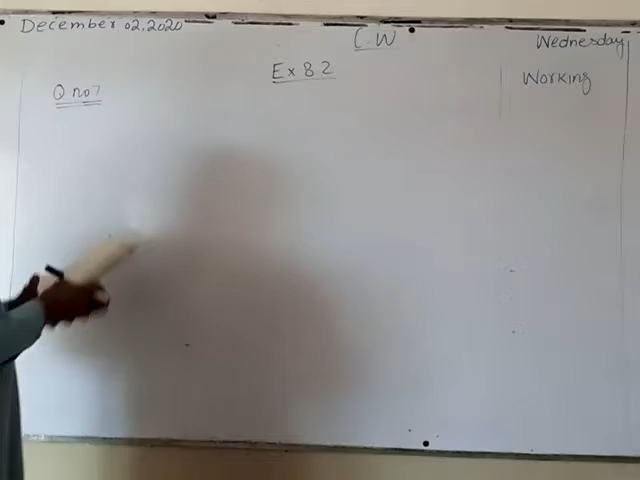 December 02, 2020
C.W
Wednesday
Ex 8 2
Working
Q no 7